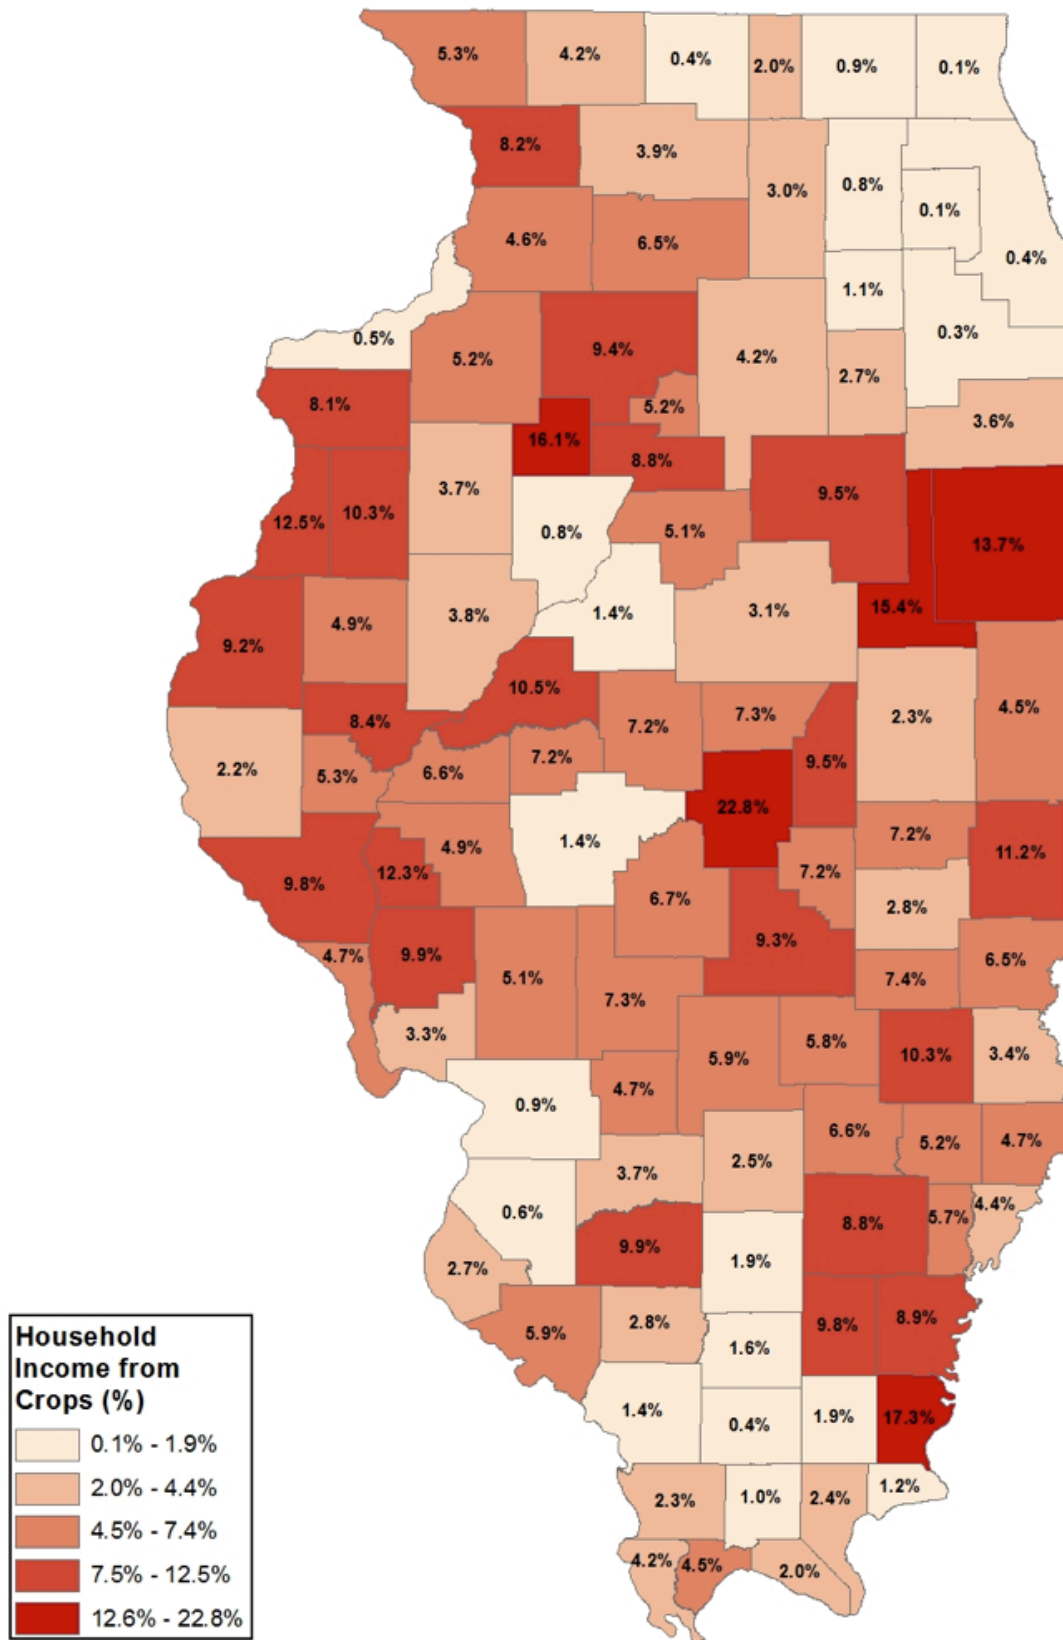 5.3% 4.2% 0.4% 2.0% 0.9% 0.1%
8.2% 3.9% 3.0% 0.8% 0.1%
4.6% 6.5% 0.4%
1.1%
0.5% 5.2% 9.4% 4.2% 2.7% 0.3%
8.1% 5.2% 3.6%
16.1% 8.8%
12.5% 10.3% 3.7% 0.8% 5.1% 9.5% 13.7%
9.2% 4.9% 3.8% 1.4% 3.1% 15.4%
8.4% 10.5% 7.2% 7.3% 2.3% 4.5%
2.2% 5.3% 6.6% 7.2% 9.5%
22.8%
9.8% 12.3% 4.9% 1.4% 7.2% 7.2% 11.2%
6.7% 2.8%
4.7% 9.9% 5.1% 7.3% 9.3% 7.4% 6.5%
3.3% 5.9% 5.8% 10.3% 3.4%
0.9% 4.7%
6.6% 5.2% 4.7%
3.7% 2.5%
0.6% 8.8% 5.7% 4.4%
2.7% 9.9% 1.9%
5.9% 2.8% 1.6% 9.8% 8.9%
1.4% 0.4% 1.9% 17.3%
2.3% 1.0% 2.4% 1.2%
4.2% 4.5% 2.0%
Household
Income from
Crops (%)
0.1% - 1.9%
2.0% - 4.4%
4.5% - 7.4%
7.5% - 12.5%
12.6% - 22.8%